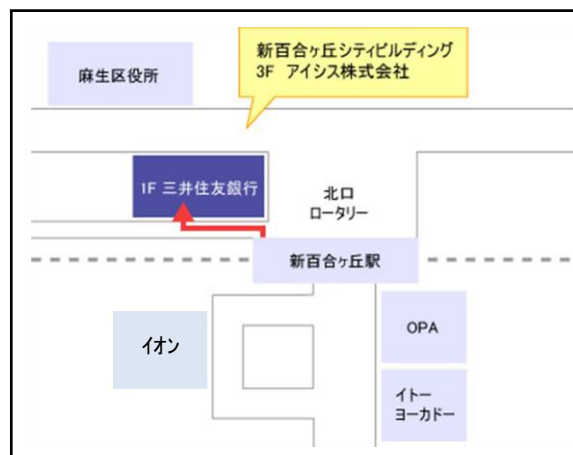 新百合ヶ丘シティビルディング
3F アイシス株式会社
麻生区役所
1F 三井住友銀行
北口
ロータリー
新百合ヶ丘駅
イオン
OPA
イトー
ヨーカドー